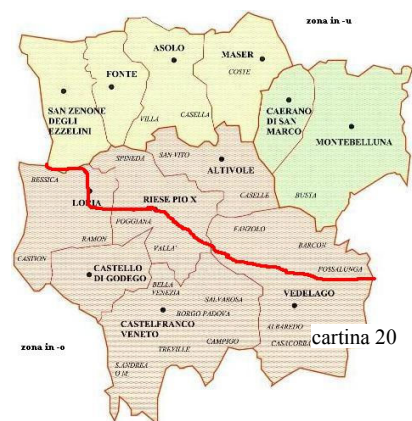 zona in -u
ASOLO
MASER
COSTE
FONTE
SAN ZENONE
DEGLI
EZZELINI
VILLA
CASELLA
CAERANO
DI SAN
MARCO
MONTEBELLUNA
SPINEDA
SAN VITO
ALTIVOLE
BESSICA
LORIA
RIESE PIO X
CASELLE
BUSTA
POGGIANA
FANZOLO
RAMON
VALLA'
BARCON
CASTION
FOSSALUNGA
CASTELLO
DI GODEGO
BELLA
VENEZIA
SALVAROSA
VEDELAGO
BORGO PADOVA
CASTELFRANCO
VENETO
ALBAREDO
cartina 20
zona in -o
TREVILLE
CAMPIGO
CASACORBA
S.ANDREA
O.M.